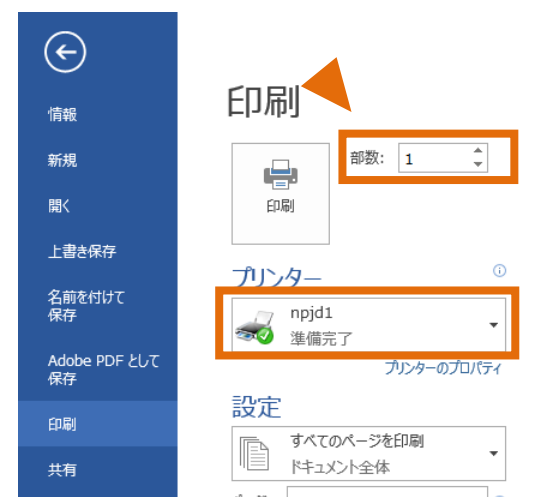 情報
新規
開く
上書き保存
名前を付けて
保存
Adobe PDF として
保存
印刷
共有
印刷
印刷
部数: 1
プリンター
npjd1
準備完了
プリンターのプロパティ
設定
すべてのページを印刷
ドキュメント全体